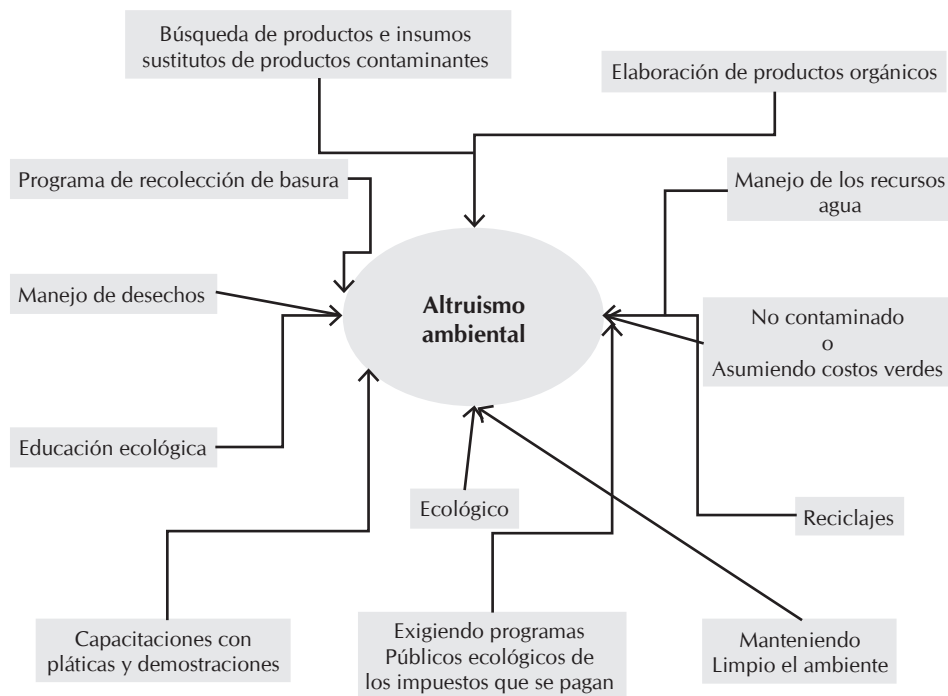 Búsqueda de productos e insumos
sustitutos de productos contaminantes
Elaboración de productos orgánicos
Programa de recolección de basura
Manejo de los recursos
agua
Manejo de desechos
Altruismo
ambiental
No contaminado
o
Asumiendo costos verdes
Educación ecológica
Ecológico
Reciclajes
Capacitaciones con
pláticas y demostraciones
Exigiendo programas
Públicos ecológicos de
los impuestos que se pagan
Manteniendo
Limpio el ambiente